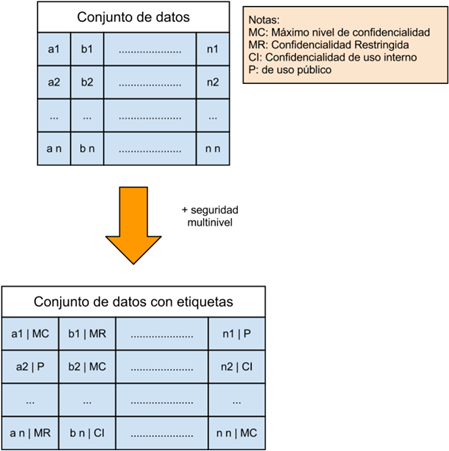 Conjunto de datos
a1 b1 ..................... n1
a2 b2 ..................... n2
... ... ..................... ...
a n b n ..................... n n
Notas:
MC: Máximo nivel de confidencialidad
MR: Confidencialidad Restringida
CI: Confidencialidad de uso interno
P: de uso público
+ seguridad
multinivel
Conjunto de datos con etiquetas
a1 | MC b1 | MR ..................... n1 | P
a2 | P b2 | MC ..................... n2 | CI
... ... ..................... ...
a n | MR b n | CI ..................... n n | MC